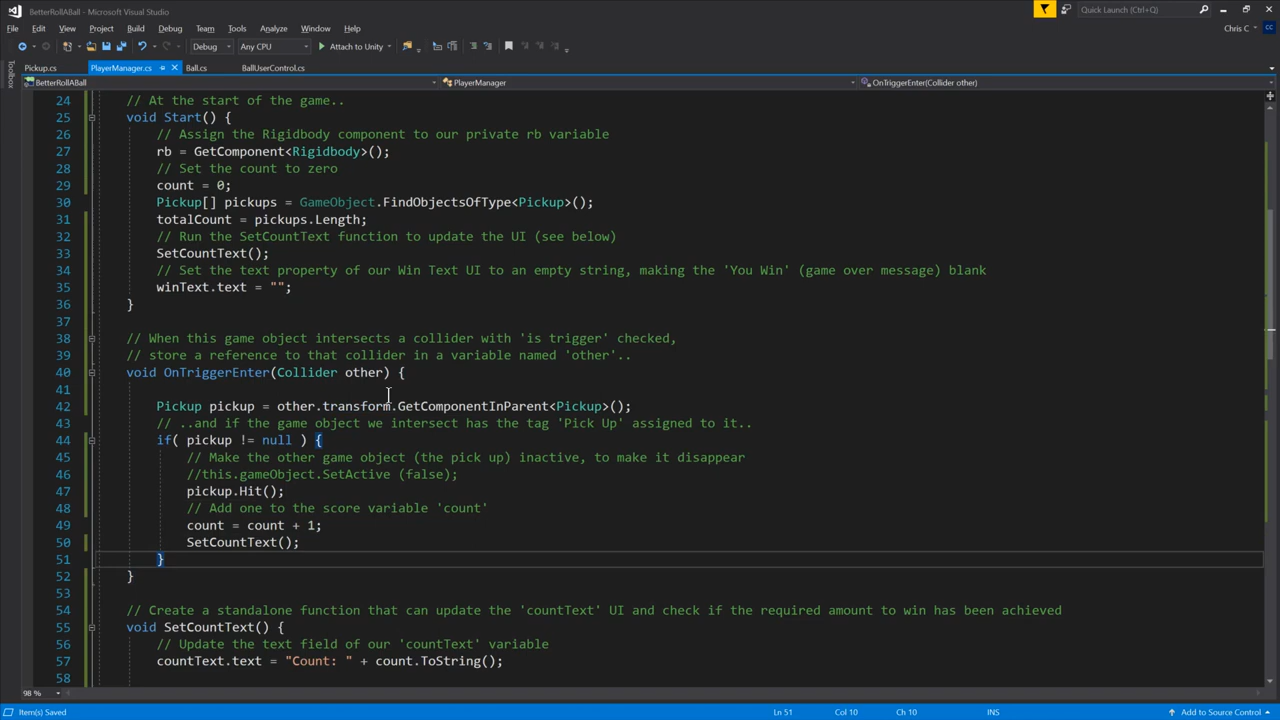 BetterRollABall - Microsoft Visual Studio
Quick Launch (Ctrl+Q)
File Edit View Project Build Debug Team Tools Analyze Window Help
Chris C
CC
Debug Any CPU Attach to Unity
Toolbox
Pickup.cs PlayerManager.cs Ball.cs BallUserControl.cs
BetterRollABall PlayerManager OnTriggerEnter(Collider other)
24 // At the start of the game..
25 void Start() {
26 // Assign the Rigidbody component to our private rb variable
27 rb = GetComponent<Rigidbody>();
28 // Set the count to zero
29 count = 0;
30 Pickup[] pickups = GameObject.FindObjectsOfType<Pickup>();
31 totalCount = pickups.Length;
32 // Run the SetCountText function to update the UI (see below)
33 SetCountText();
34 // Set the text property of our Win Text UI to an empty string, making the 'You Win' (game over message) blank
35 winText.text = "";
36 }
37
38 // When this game object intersects a collider with 'is trigger' checked,
39 // store a reference to that collider in a variable named 'other'..
40 void OnTriggerEnter(Collider other) {
41
42 Pickup pickup = other.transform.GetComponentInParent<Pickup>();
43 // ..and if the game object we intersect has the tag 'Pick Up' assigned to it..
44 if( pickup != null ) {
45 // Make the other game object (the pick up) inactive, to make it disappear
46 //this.gameObject.SetActive (false);
47 pickup.Hit();
48 // Add one to the score variable 'count'
49 count = count + 1;
50 SetCountText();
51 }
52 }
53
54 // Create a standalone function that can update the 'countText' UI and check if the required amount to win has been achieved
55 void SetCountText() {
56 // Update the text field of our 'countText' variable
57 countText.text = "Count: " + count.ToString();
58
98 %
Item(s) Saved Ln 51 Col 10 Ch 10 INS Add to Source Control